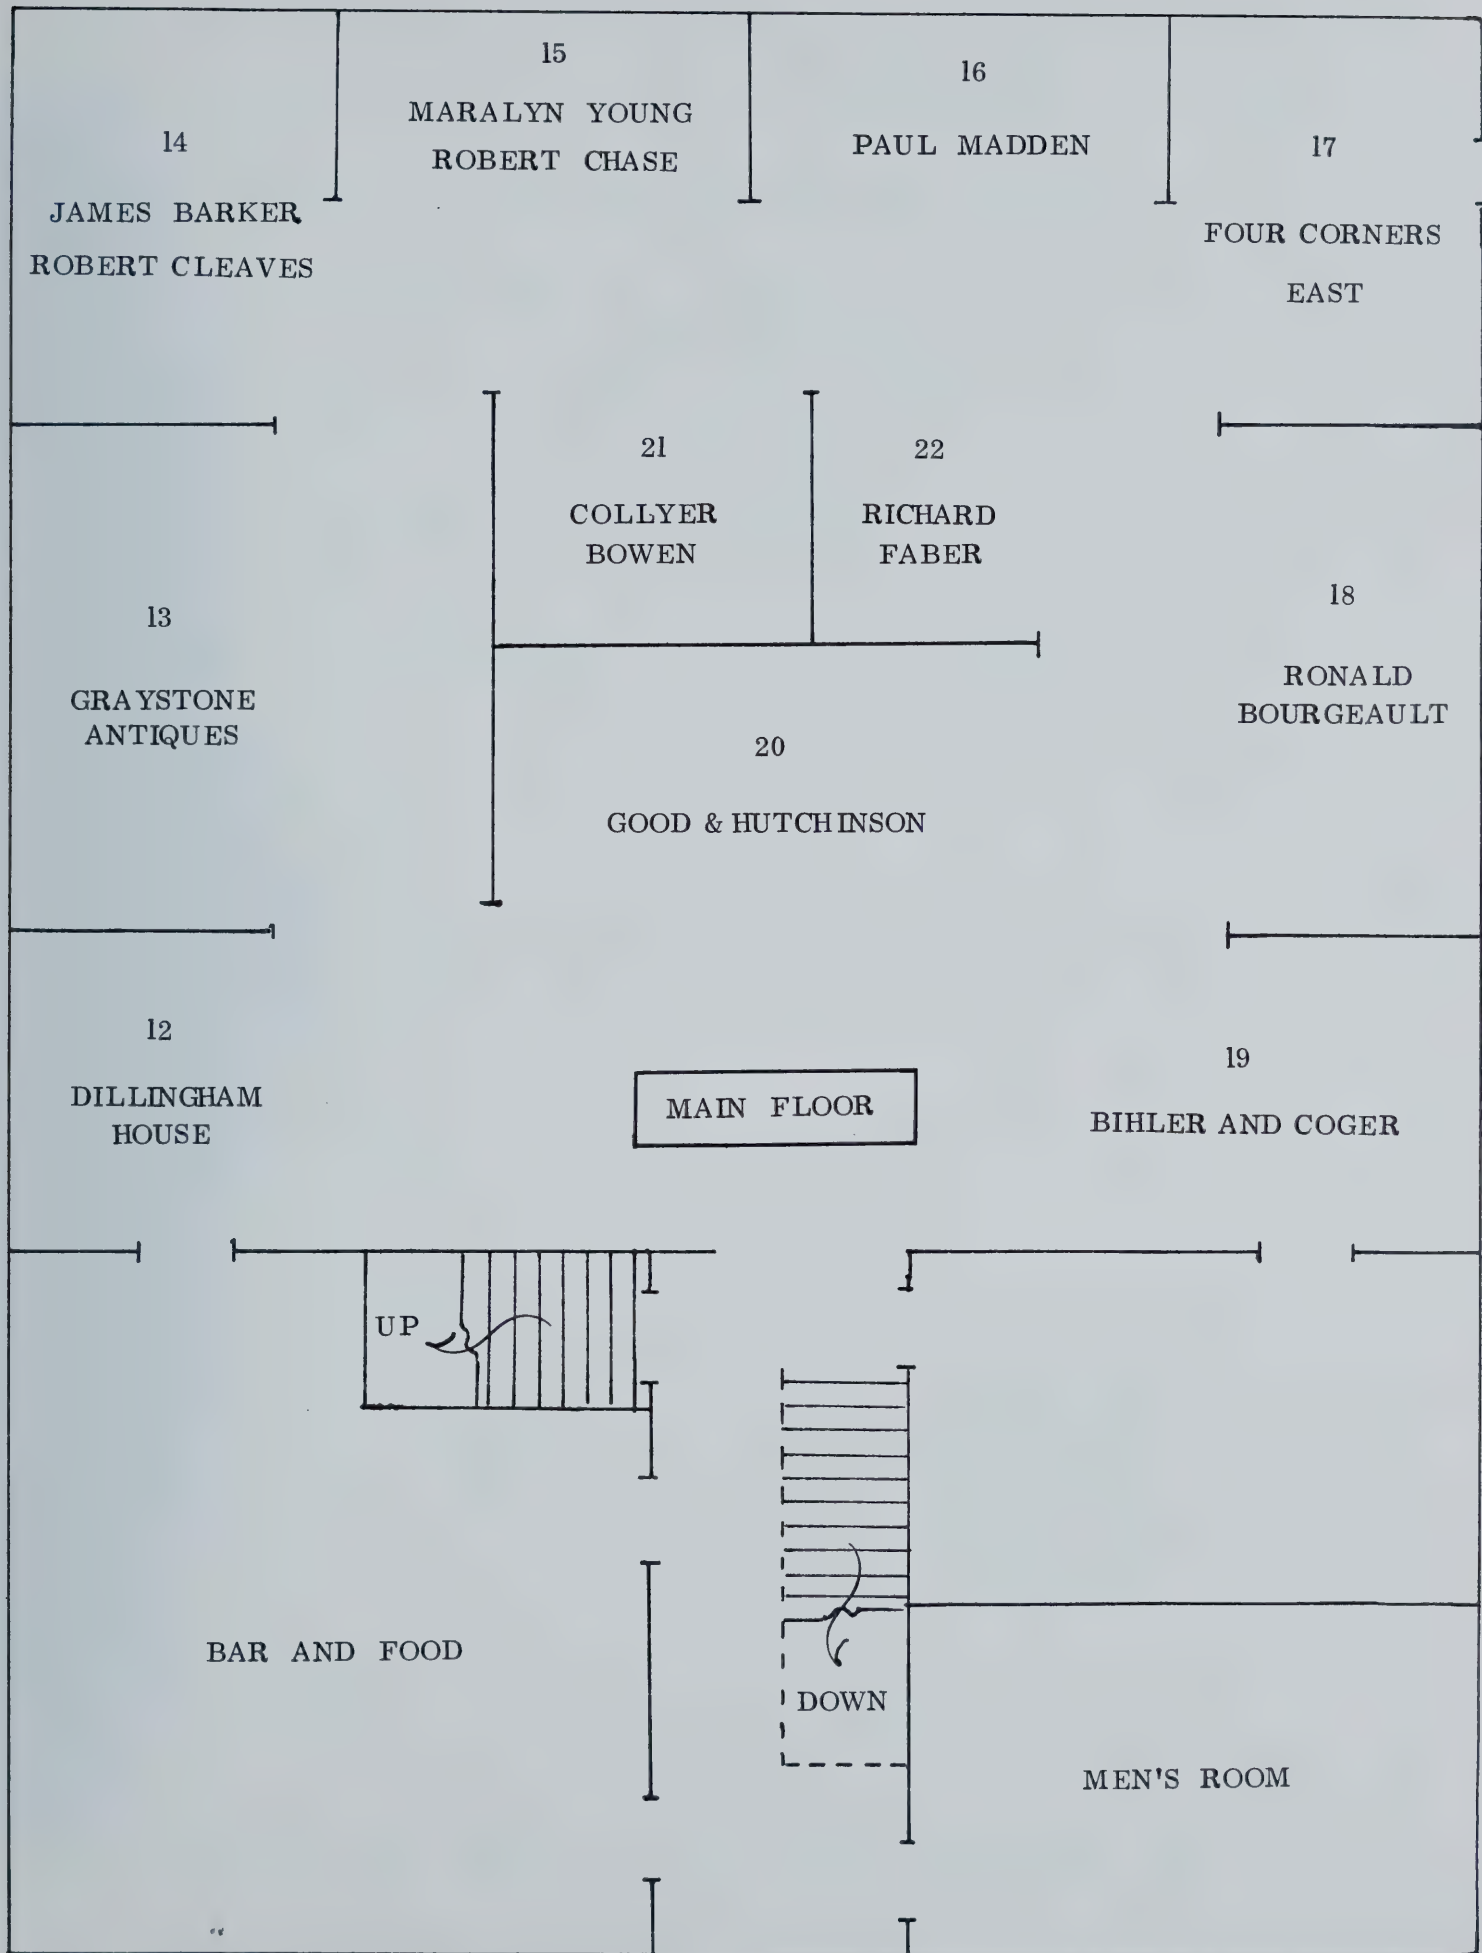 15
MARALYN YOUNG
ROBERT CHASE
16
PAUL MADDEN
14
JAMES BARKER
ROBERT CLEAVES
17
FOUR CORNERS
EAST
21
COLLYER
BOWEN
22
RICHARD
FABER
13
GRAYSTONE
ANTIQUES
18
RONALD
BOURGEAULT
20
GOOD & HUTCHINSON
12
DILLINGHAM
HOUSE
MAIN FLOOR
19
BIHLER AND COGER
UP
BAR AND FOOD
DOWN
MEN'S ROOM